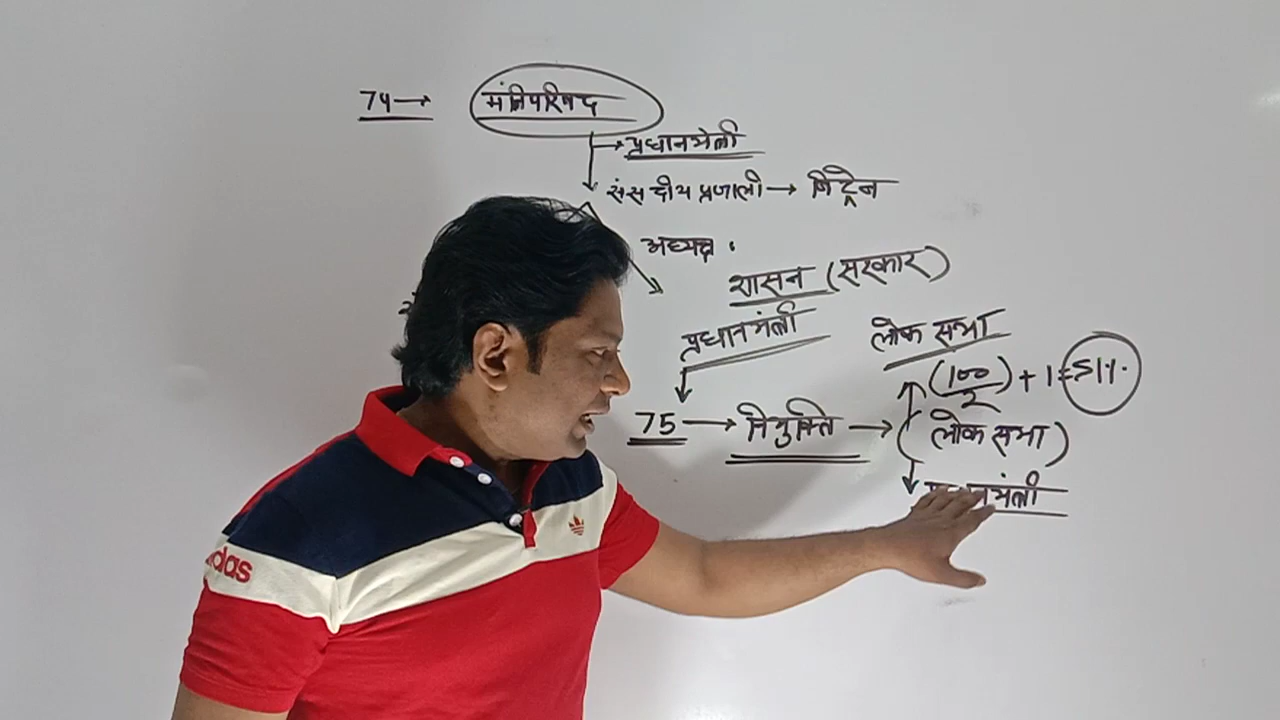 74→ मंत्रिपरिषद
→ प्रधानमंत्री
संसदीय प्रणाली → ब्रिट्रेन
अध्यक्ष
शासन (सरकार)
प्रधानमंत्री
लोक सभा
(100/2) + 1 = 51%.
75 → नियुक्ति → (लोक सभा)
das